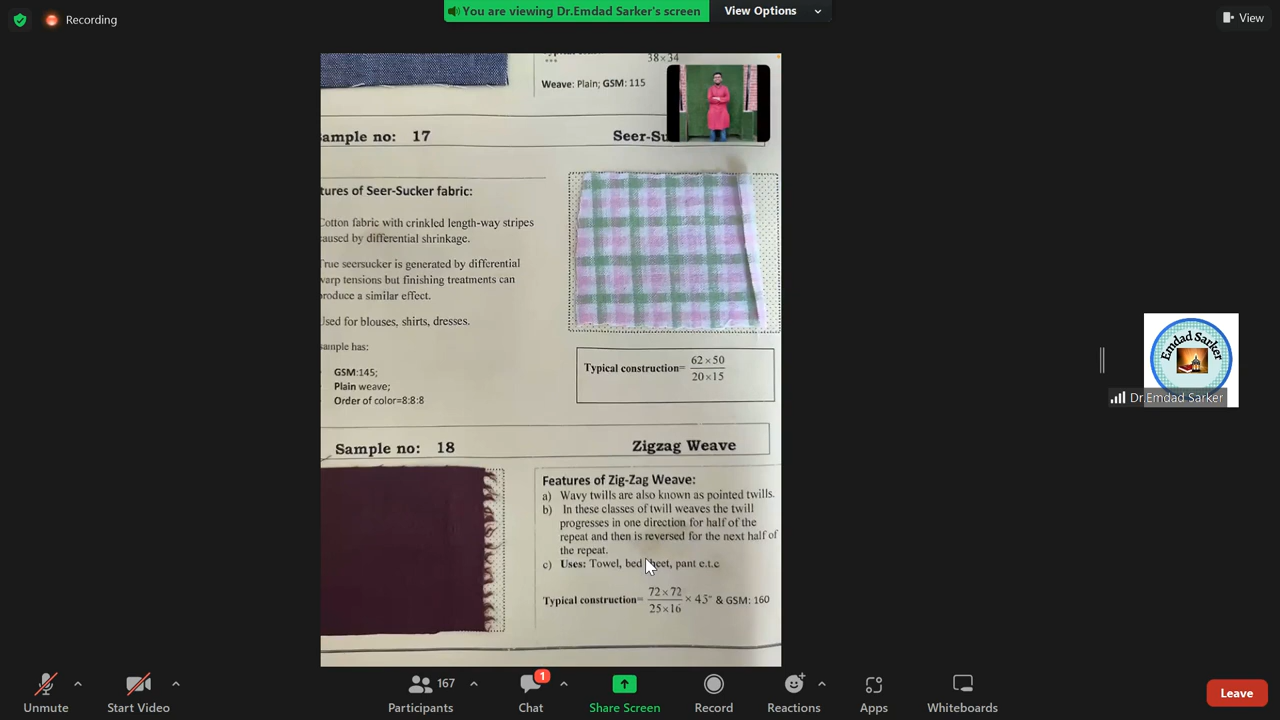 Recording
You are viewing Dr.Emdad Sarker's screen
View Options
View
38×34
Weave: Plain; GSM: 115
ample no: 17
Seer-Su
tures of Seer-Sucker fabric:
Cotton fabric with crinkled length-way stripes
caused by differential shrinkage.
True seersucker is generated by differential
warp tensions but finishing treatments can
produce a similar effect.
Used for blouses, shirts, dresses.
sample has:
GSM:145;
Plain weave;
Order of color=8:8:8
Typical construction= 62×50
20×15
Sample no: 18
Zigzag Weave
Features of Zig-Zag Weave:
a) Wavy twills are also known as pointed twills.
b) In these classes of twill weaves the twill
progresses in one direction for half of the
repeat and then is reversed for the next half of
the repeat.
c) Uses: Towel, bed sheet, pant e.t.c
Typical construction= 72×72
25×16 × 45" & GSM: 160
Emdad Sarker
Dr.Emdad Sarker
Unmute
Start Video
167
Participants
1
Chat
Share Screen
Record
Reactions
Apps
Whiteboards
Leave